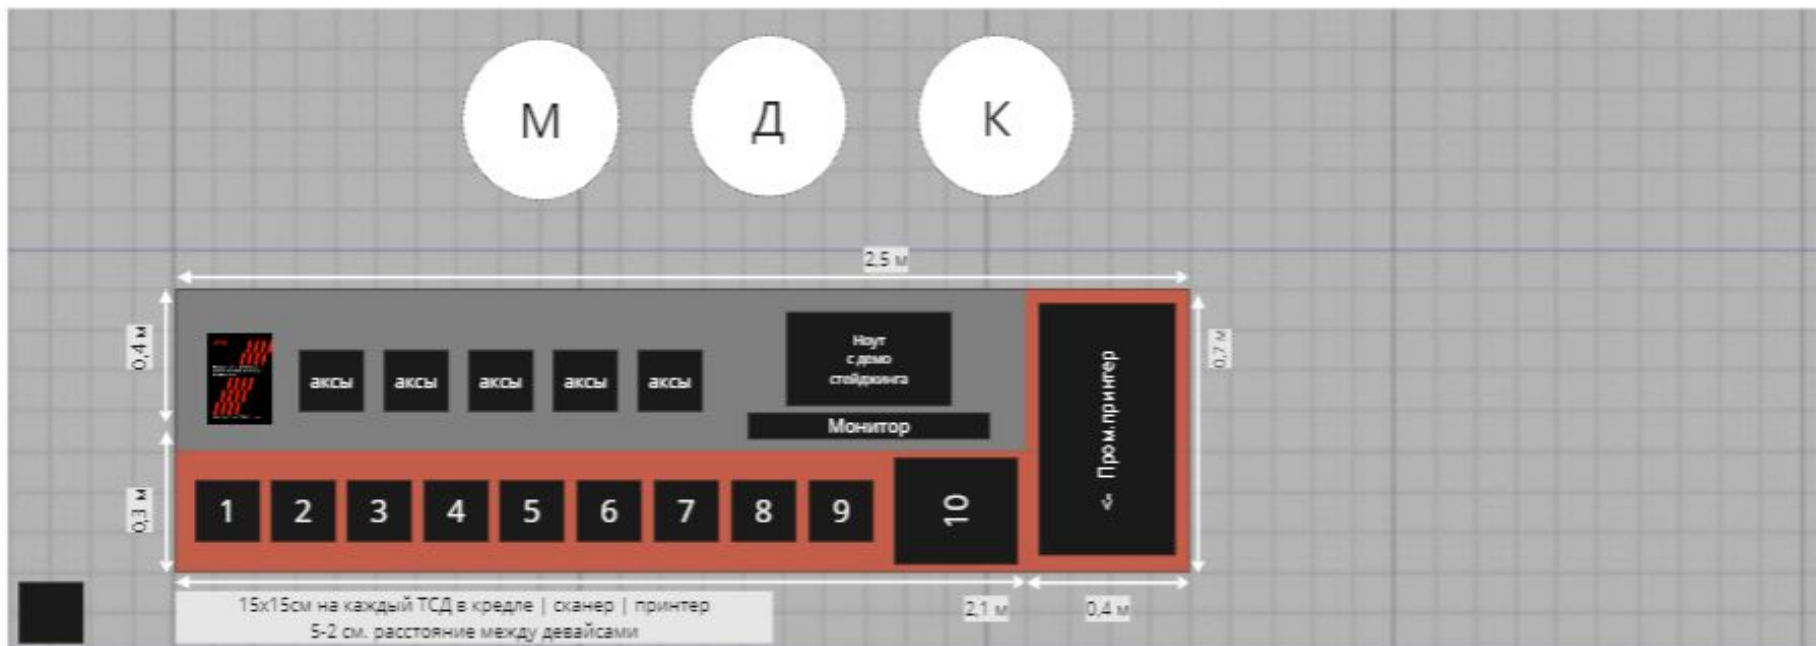 М
Д
К
2,5 м
0,4 м
аксы
аксы
аксы
аксы
аксы
Ноут
с демо
стейджинга
Монитор
<- Пром.принтер
0,7 м
0,3 м
1
2
3
4
5
6
7
8
9
10
15x15см на каждый ТСД в кредле | сканер | принтер
5-2 см. расстояние между девайсами
2,1 м
0,4 м